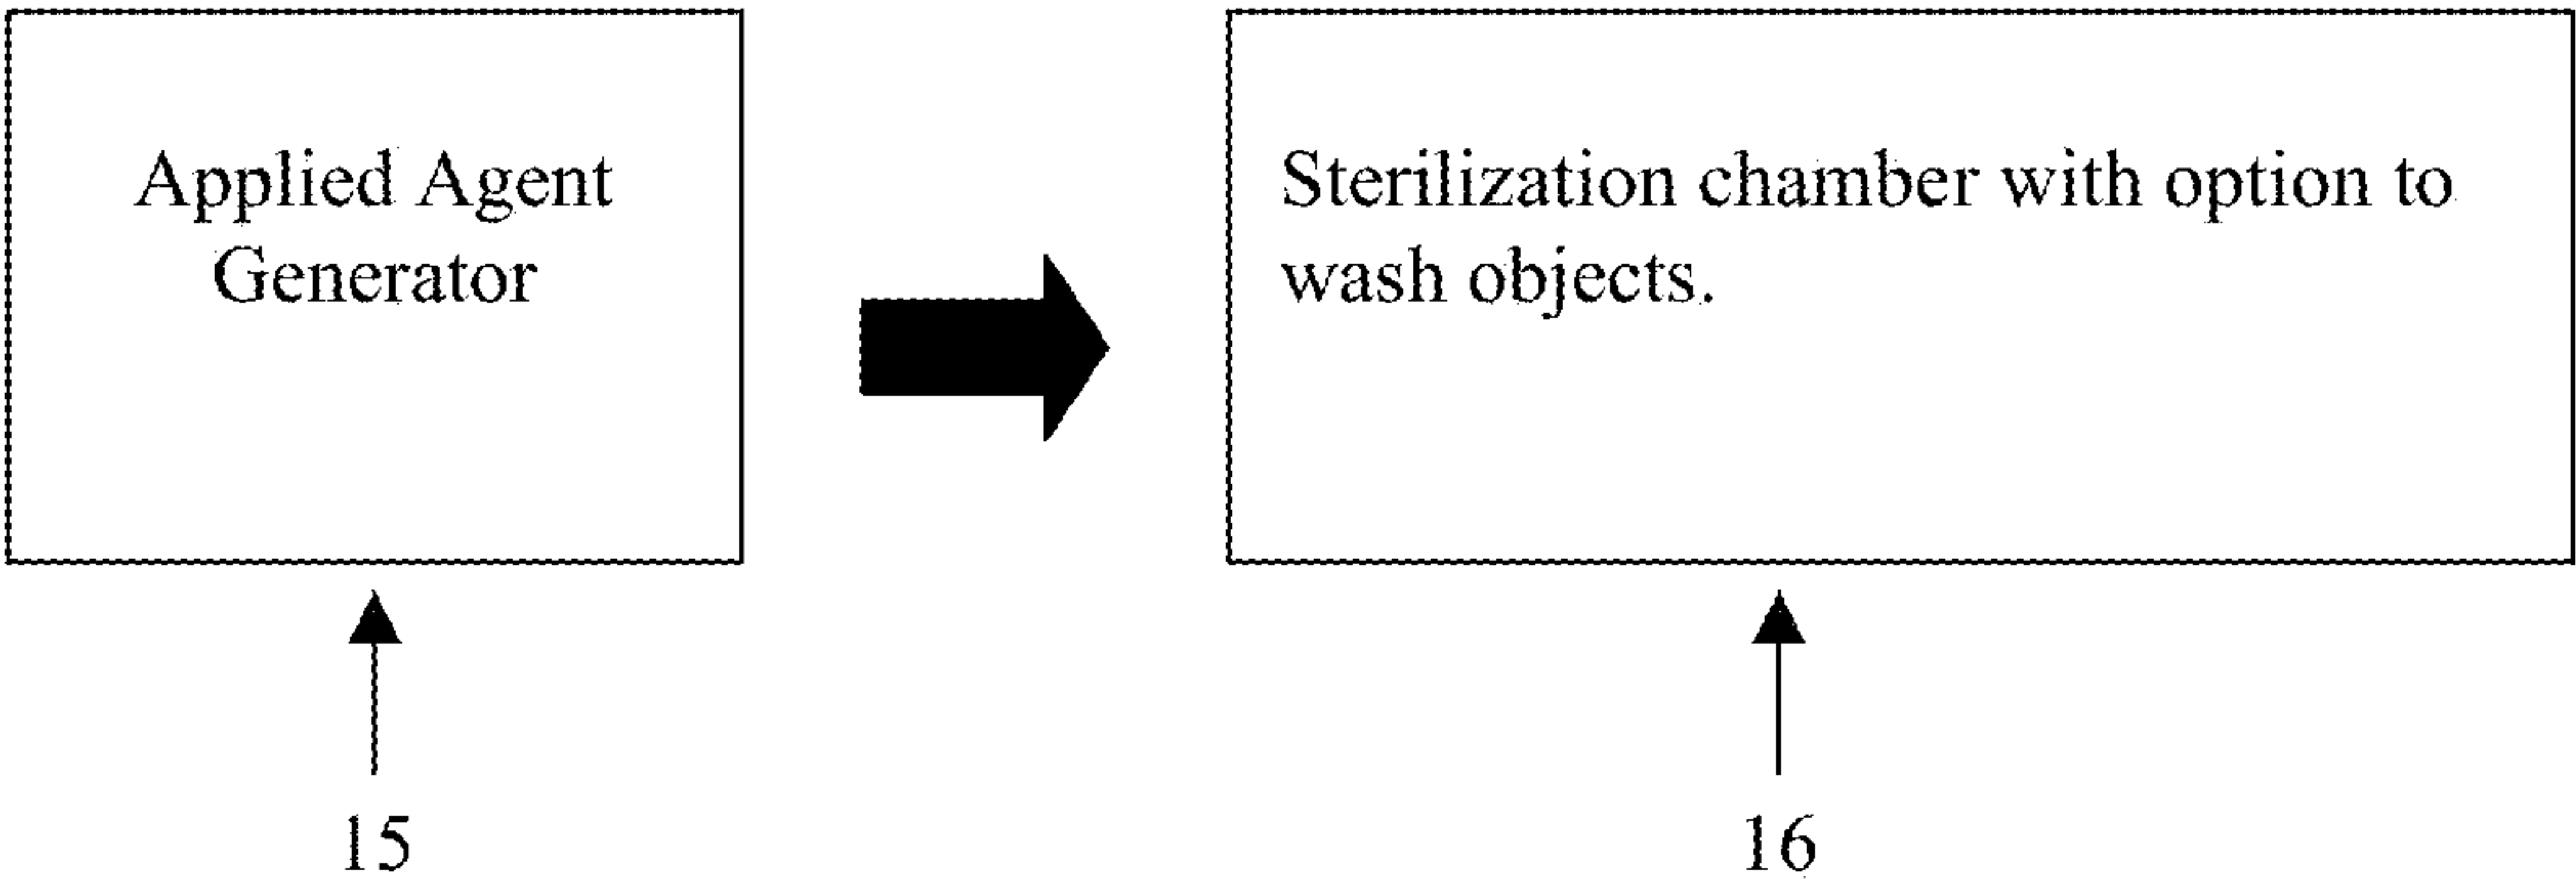 Applied Agent
Generator
Sterilization chamber with option to
wash objects.
15
16